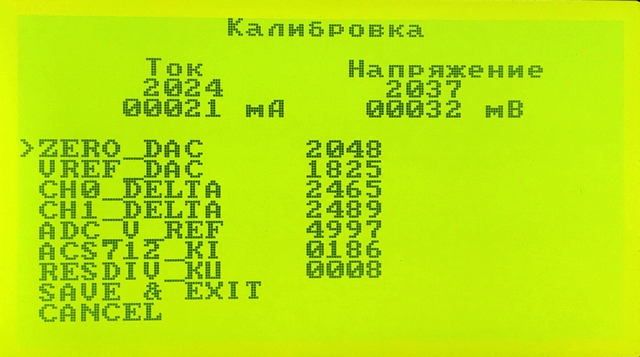 Калибровка
Ток Напряжение
2024 2037
00021 мА 00032 мВ
>ZERO_DAC 2048
VREF_DAC 1825
CH0_DELTA 2465
CH1_DELTA 2489
ADC_V_REF 4997
ACS712_KI 0186
RESDIV_KU 0008
SAVE & EXIT
CANCEL